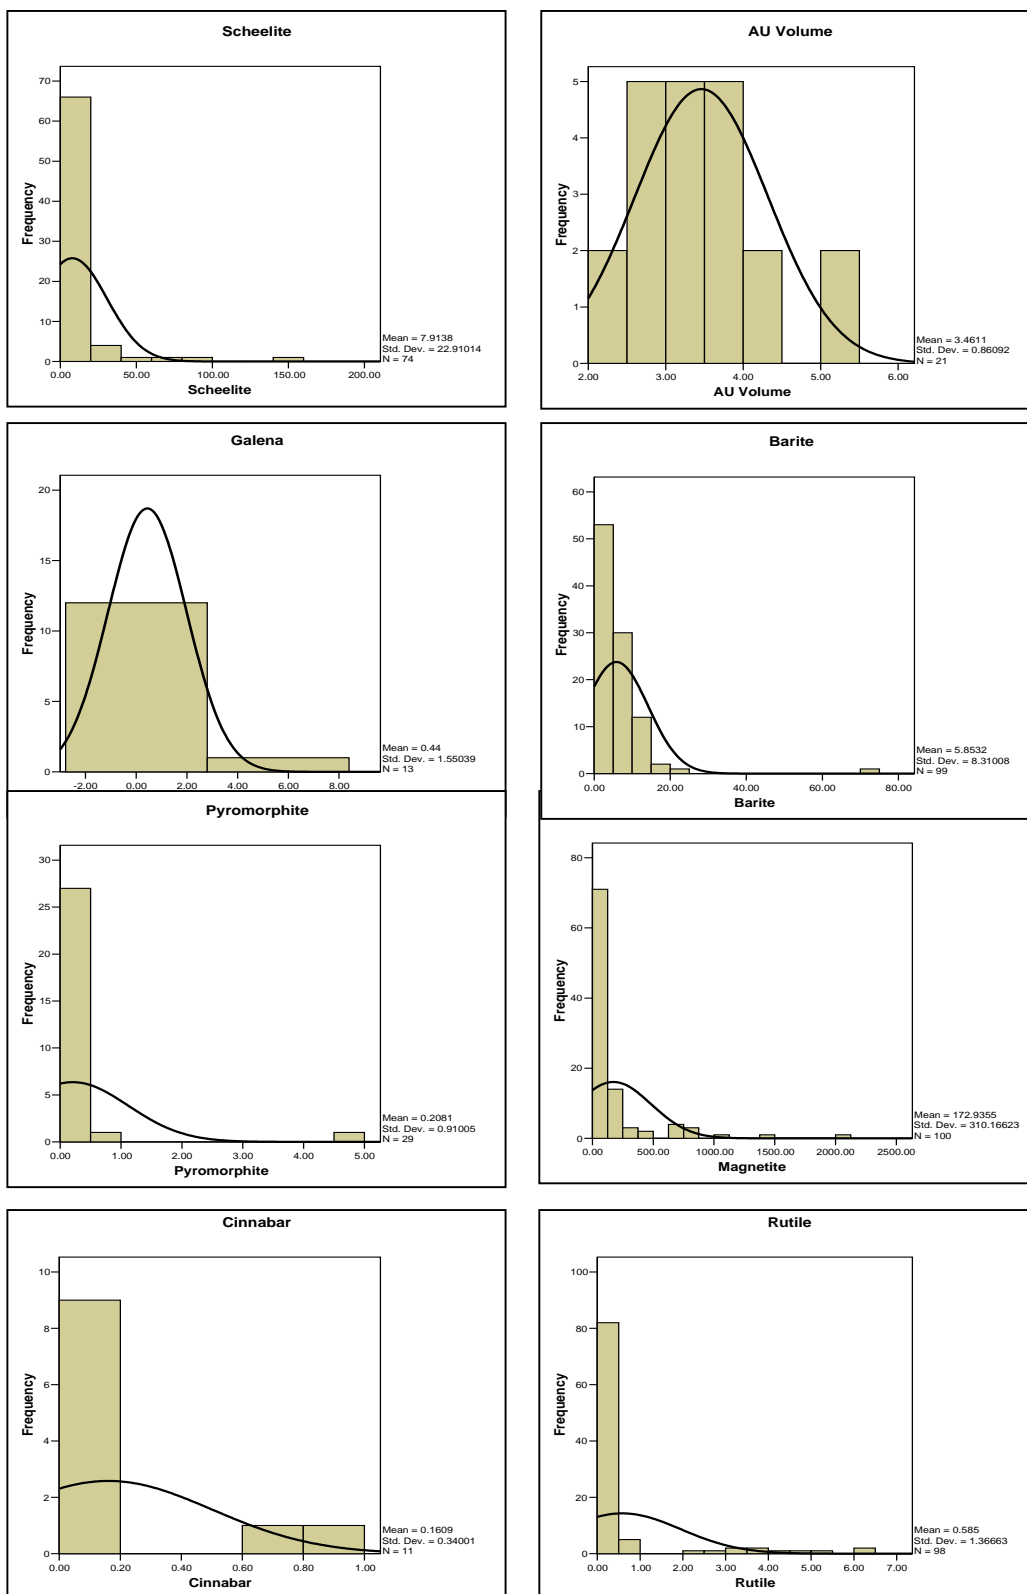 Scheelite
70
60
50
40
30
20
10
0
Frequency
0.00 50.00 100.00 150.00 200.00
Scheelite
Mean = 7.9138
Std. Dev. = 22.91014
N = 74
AU Volume
5
4
3
2
1
0
Frequency
2.00 3.00 4.00 5.00 6.00
AU Volume
Mean = 3.4611
Std. Dev. = 0.86092
N = 21
Galena
20
15
10
5
0
Frequency
-2.00 0.00 2.00 4.00 6.00 8.00
Mean = 0.44
Std. Dev. = 1.55039
N = 13
Barite
60
50
40
30
20
10
0
Frequency
0.00 20.00 40.00 60.00 80.00
Barite
Mean = 5.8532
Std. Dev. = 8.31008
N = 99
Pyromorphite
30
25
20
15
10
5
0
Frequency
0.00 1.00 2.00 3.00 4.00 5.00
Pyromorphite
Mean = 0.2081
Std. Dev. = 0.91005
N = 29
80
60
40
20
0
Frequency
0.00 500.00 1000.00 1500.00 2000.00 2500.00
Magnetite
Mean = 172.9355
Std. Dev. = 310.16623
N = 100
Cinnabar
10
8
6
4
2
0
Frequency
0.00 0.20 0.40 0.60 0.80 1.00
Cinnabar
Mean = 0.1609
Std. Dev. = 0.34001
N = 11
Rutile
100
80
60
40
20
0
Frequency
0.00 1.00 2.00 3.00 4.00 5.00 6.00 7.00
Rutile
Mean = 0.585
Std. Dev. = 1.36663
N = 98